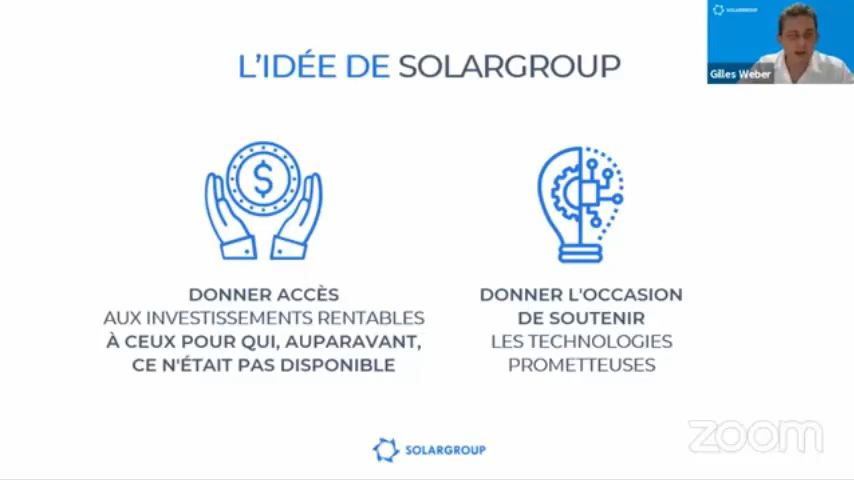 SOLARGROUP
Gilles Weber
L'IDÉE DE SOLARGROUP
$
DONNER ACCÈS
AUX INVESTISSEMENTS RENTABLES
À CEUX POUR QUI, AUPARAVANT,
CE N'ÉTAIT PAS DISPONIBLE
DONNER L'OCCASION
DE SOUTENIR
LES TECHNOLOGIES
PROMETTEUSES
SOLARGROUP
zoom